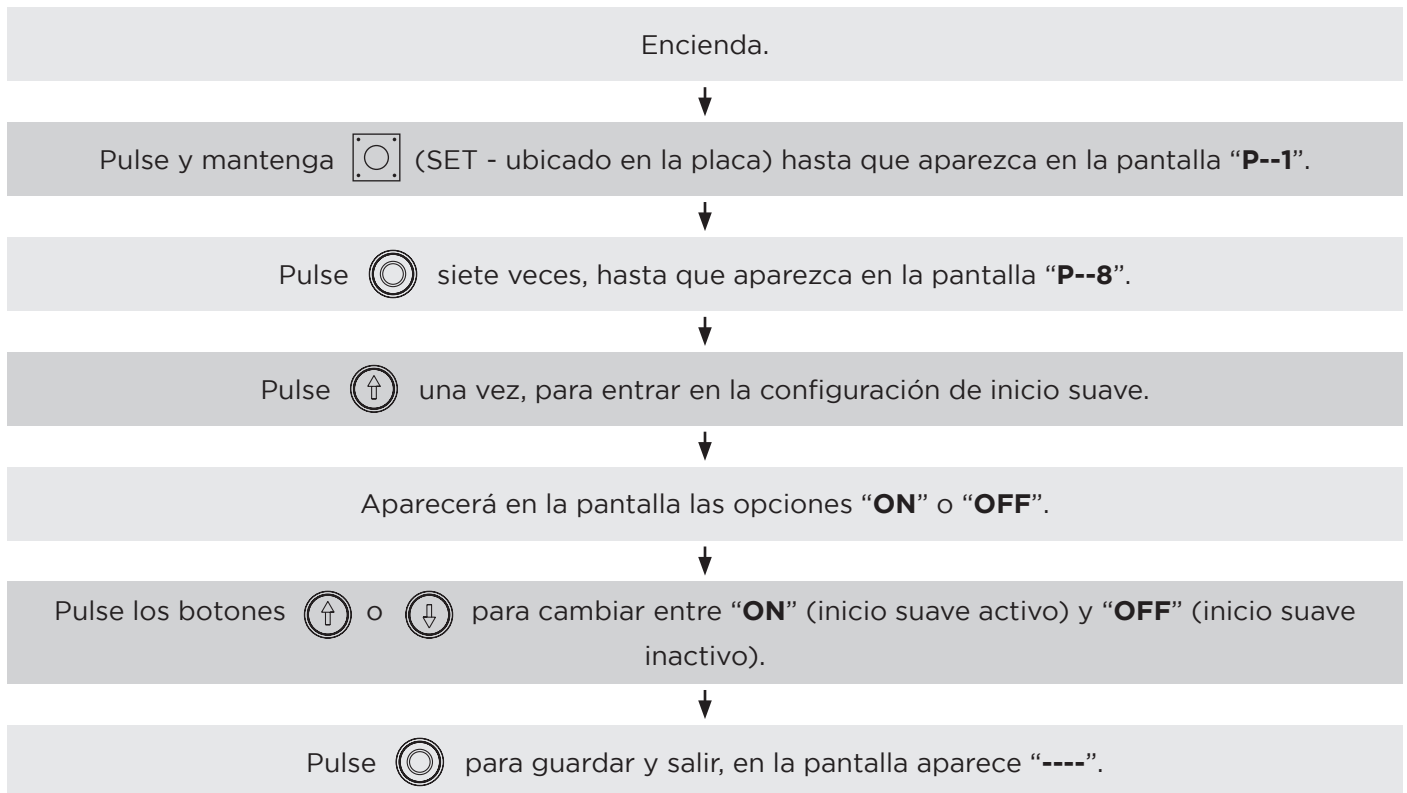 Encienda.
Pulse y mantenga (SET - ubicado en la placa) hasta que aparezca en la pantalla “P--1”.
Pulse siete veces, hasta que aparezca en la pantalla “P--8”.
Pulse una vez, para entrar en la configuración de inicio suave.
Aparecerá en la pantalla las opciones “ON” o “OFF”.
Pulse los botones o para cambiar entre “ON” (inicio suave activo) y “OFF” (inicio suave
inactivo).
Pulse para guardar y salir, en la pantalla aparece “----”.